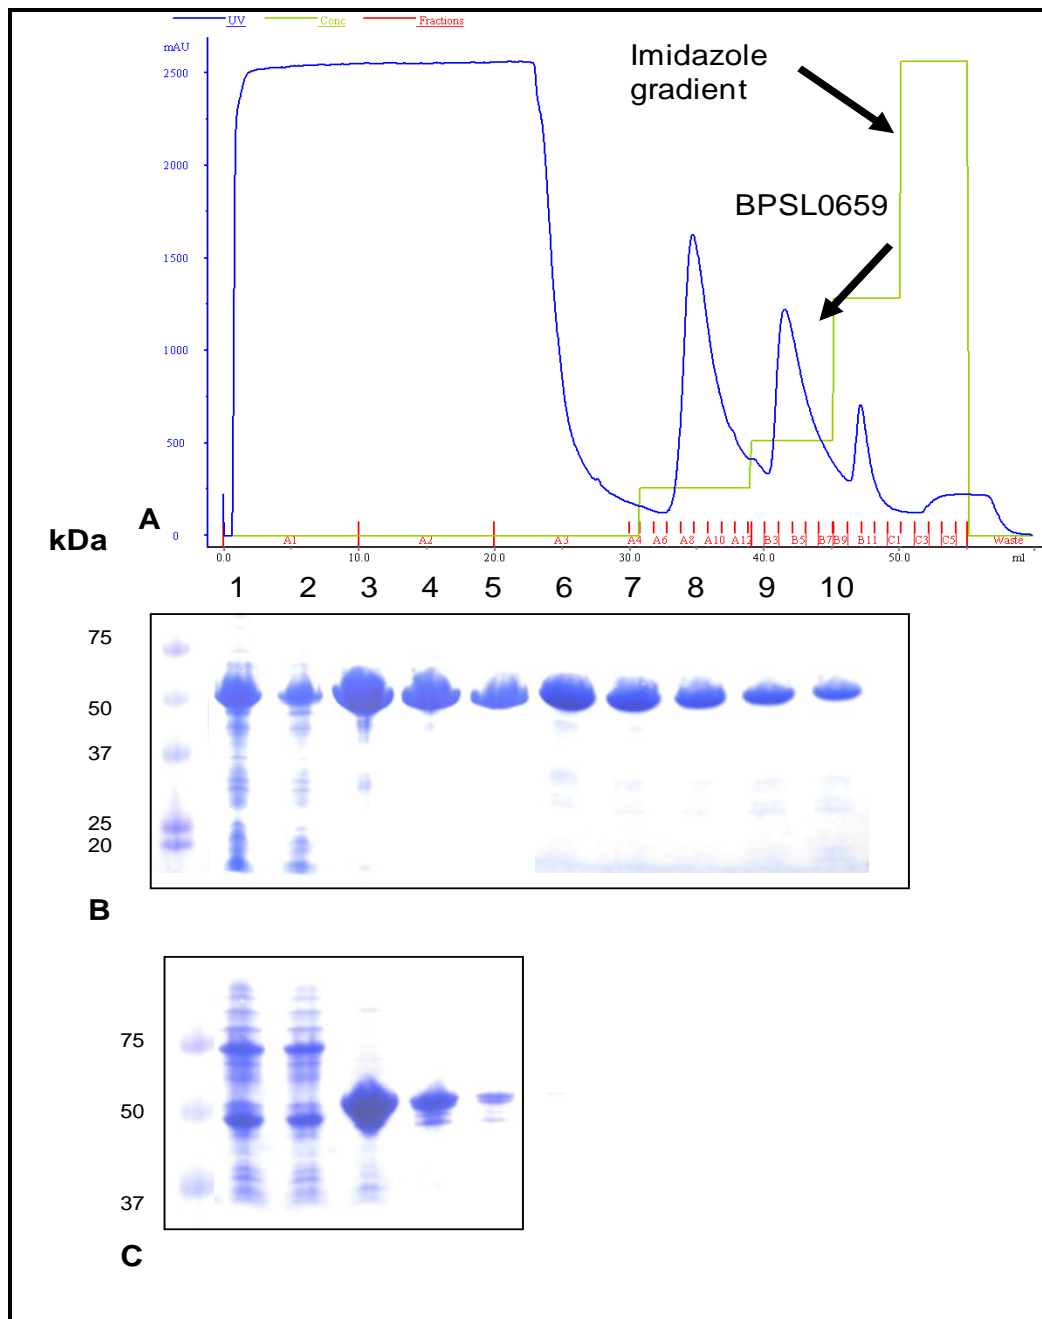 UV Conc Fractions
mAU
2500
2000
1500
1000
500
0
Imidazole
gradient
BPSL0659
A
A1 A2 A3 A4 A6 A8 A10 A12 B3 B5 B7 B9 B11 C1 C3 C5 Waste
0.0 10.0 20.0 30.0 40.0 50.0 ml
kDa
1 2 3 4 5 6 7 8 9 10
75
50
37
25
20
B
75
50
37
C